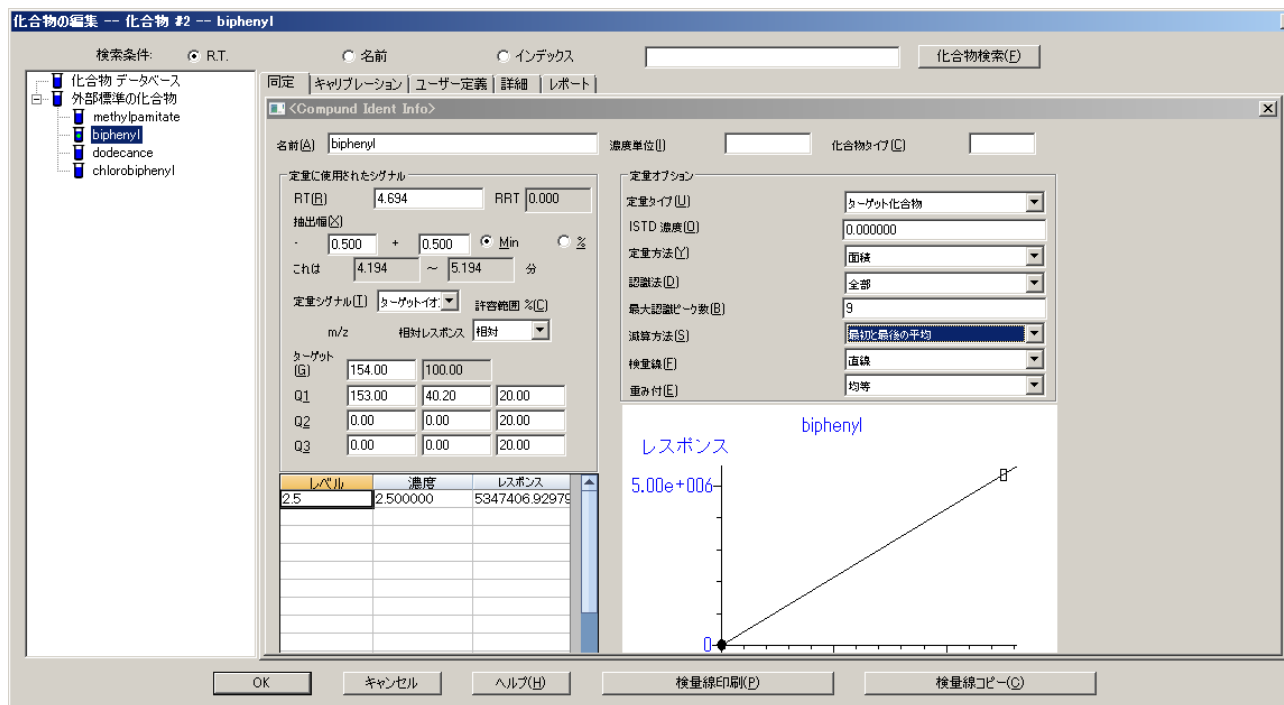 化合物の編集 -- 化合物 #2 -- biphenyl
検索条件: R.T. 名前 インデックス 化合物検索(F)
化合物 データベース
外部標準の化合物
methylpamitate
biphenyl
dodecance
chlorobiphenyl
同定 キャリブレーション ユーザー定義 詳細 レポート
<Compund Ident Info>
名前(A) biphenyl 濃度単位(I) 化合物タイプ(C)
定量に使用されたシグナル
RT(R) 4.694 RRT 0.000
抽出幅(X)
- 0.500 + 0.500 Min %
これは 4.194 ～ 5.194 分
定量シグナル(T) ターゲットイオ: 許容範囲 %(C)
m/z 相対レスポンス 相対
ターゲット
(G) 154.00 100.00
Q1 153.00 40.20 20.00
Q2 0.00 0.00 20.00
Q3 0.00 0.00 20.00
定量オプション
定量タイプ(U) ターゲット化合物
ISTD 濃度(O) 0.000000
定量方法(Y) 面積
認識法(D) 全部
最大認識ピーク数(B) 9
減算方法(S) 最初と最後の平均
検量線(F) 直線
重み付(E) 均等
レベル 濃度 レスポンス
2.5 2.500000 5347406.92979
biphenyl
レスポンス
5.00e+006
0
OK キャンセル ヘルプ(H) 検量線印刷(P) 検量線コピー(C)